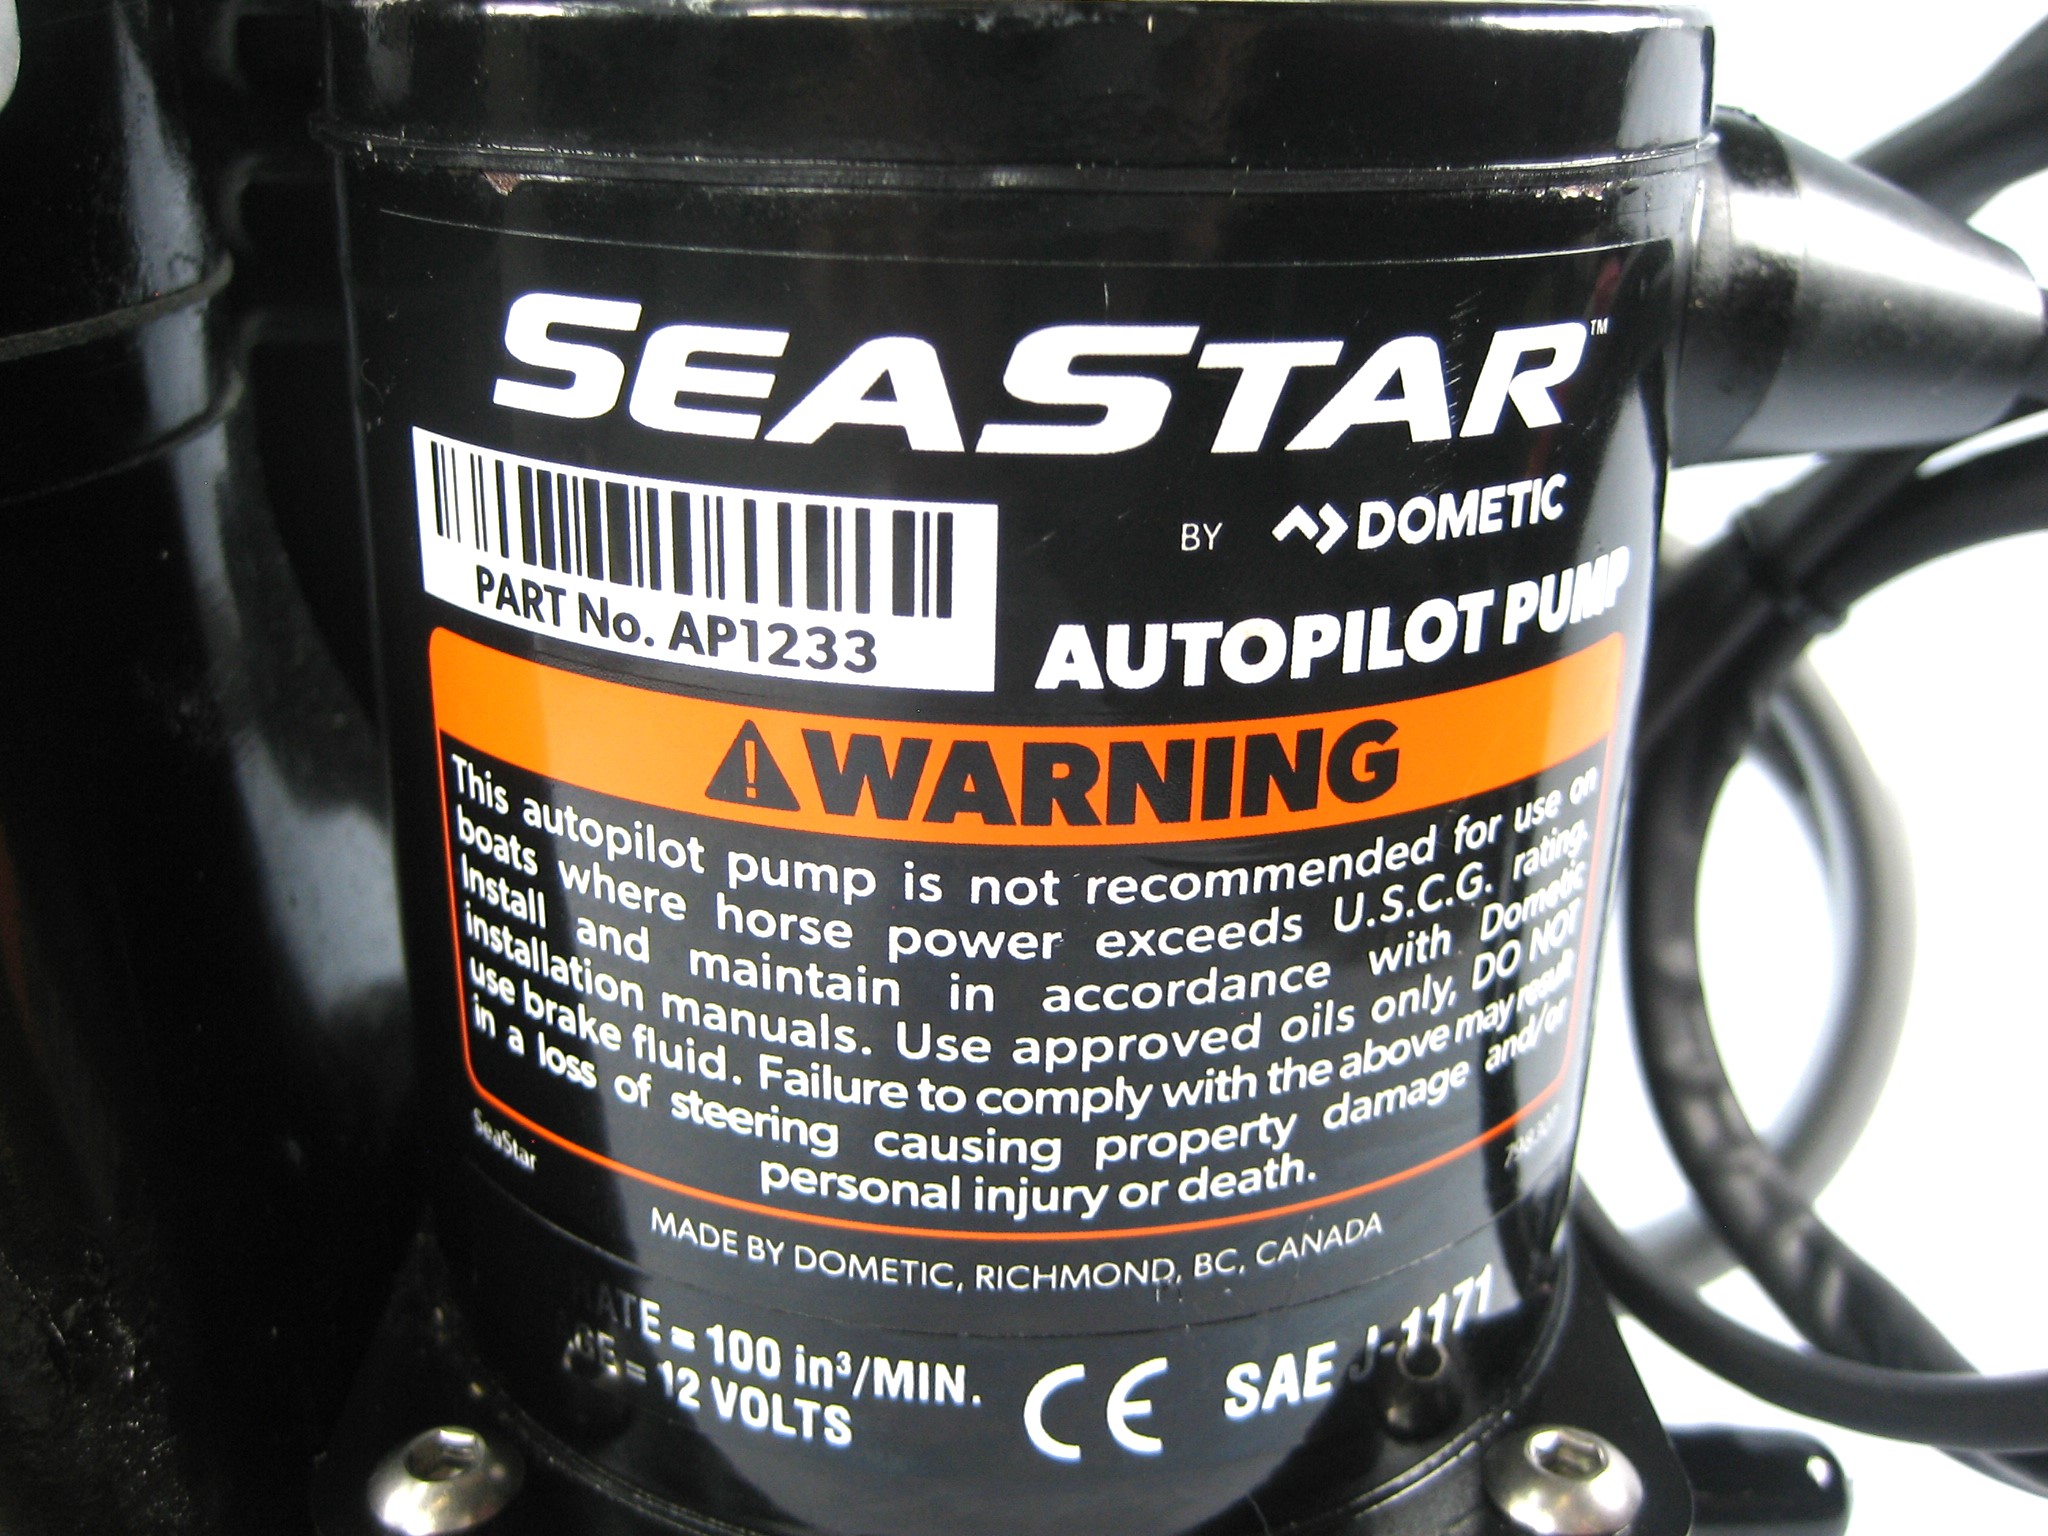 SEASTAR™
BY DOMETIC
PART No. AP1233
AUTOPILOT PUMP
WARNING
This autopilot pump is not recommended for use on
boats where horse power exceeds U.S.C.G. rating.
Install and maintain in accordance with Dometic
installation manuals. Use approved oils only, DO NOT
use brake fluid. Failure to comply with the above may result
in a loss of steering causing property damage and/or
personal injury or death.
SeaStar
MADE BY DOMETIC, RICHMOND, BC, CANADA
= 100 in³/MIN.
= 12 VOLTS
CE
SAE J-1171